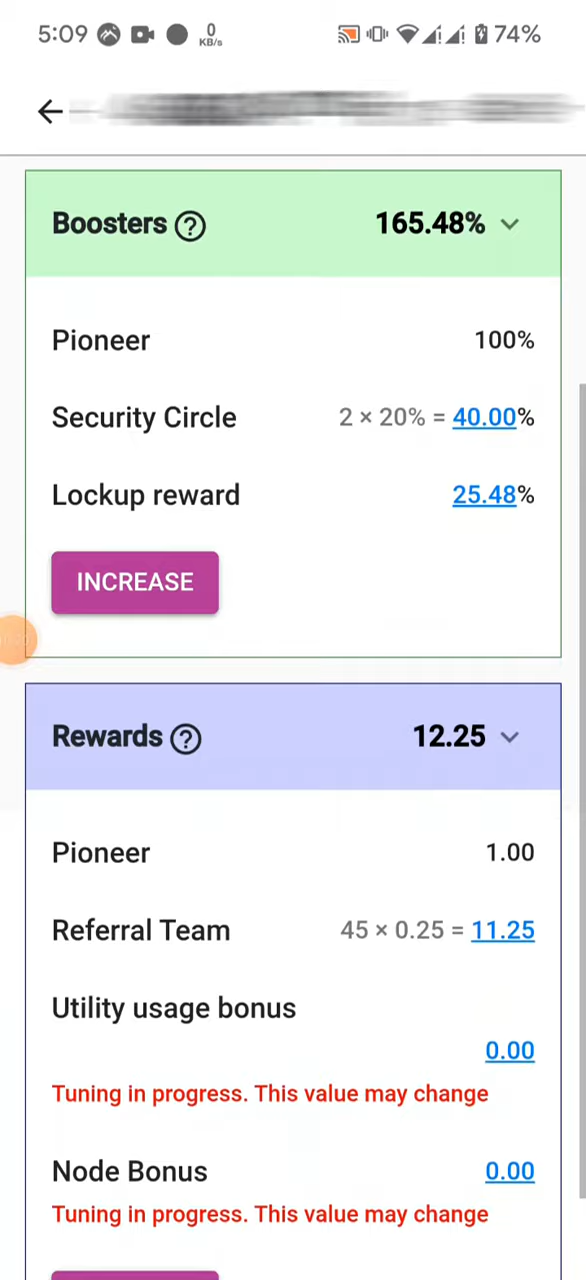 5:09 0 KB/s 74%
Boosters ? 165.48%
Pioneer 100%
Security Circle 2 × 20% = 40.00%
Lockup reward 25.48%
INCREASE
Rewards ? 12.25
Pioneer 1.00
Referral Team 45 × 0.25 = 11.25
Utility usage bonus
0.00
Tuning in progress. This value may change
Node Bonus 0.00
Tuning in progress. This value may change